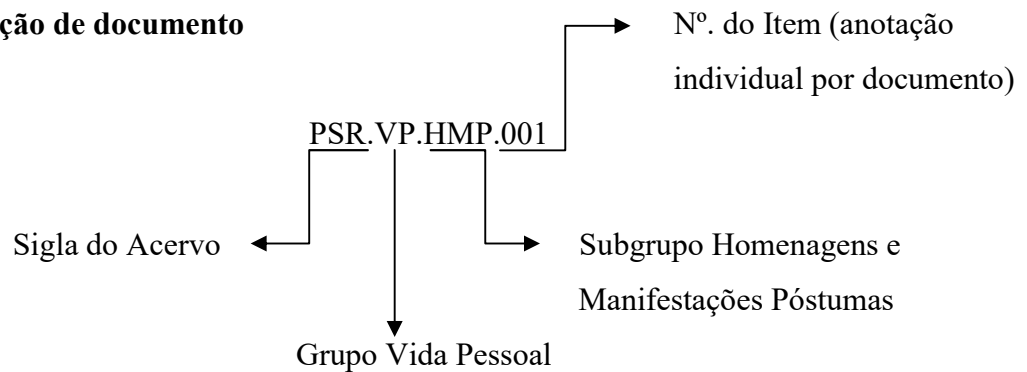 ção de documento
Nº. do Item (anotação
individual por documento)
PSR.VP.HMP.001
Sigla do Acervo
Subgrupo Homenagens e
Manifestações Póstumas
Grupo Vida Pessoal